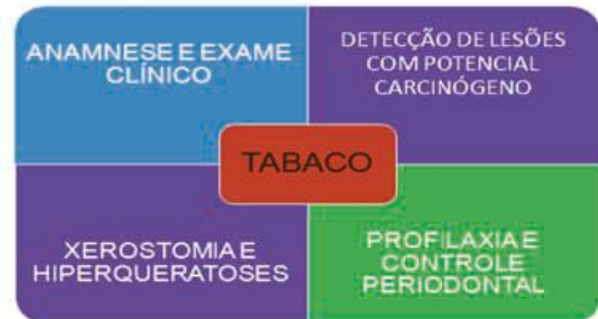 ANAMNESE E EXAME
CLÍNICO
DETECÇÃO DE LESÕES
COM POTENCIAL
CARCINÓGENO
TABACO
XEROSTOMIA E
HIPERQUERATOSES
PROFILAXIA E
CONTROLE
PERIODONTAL